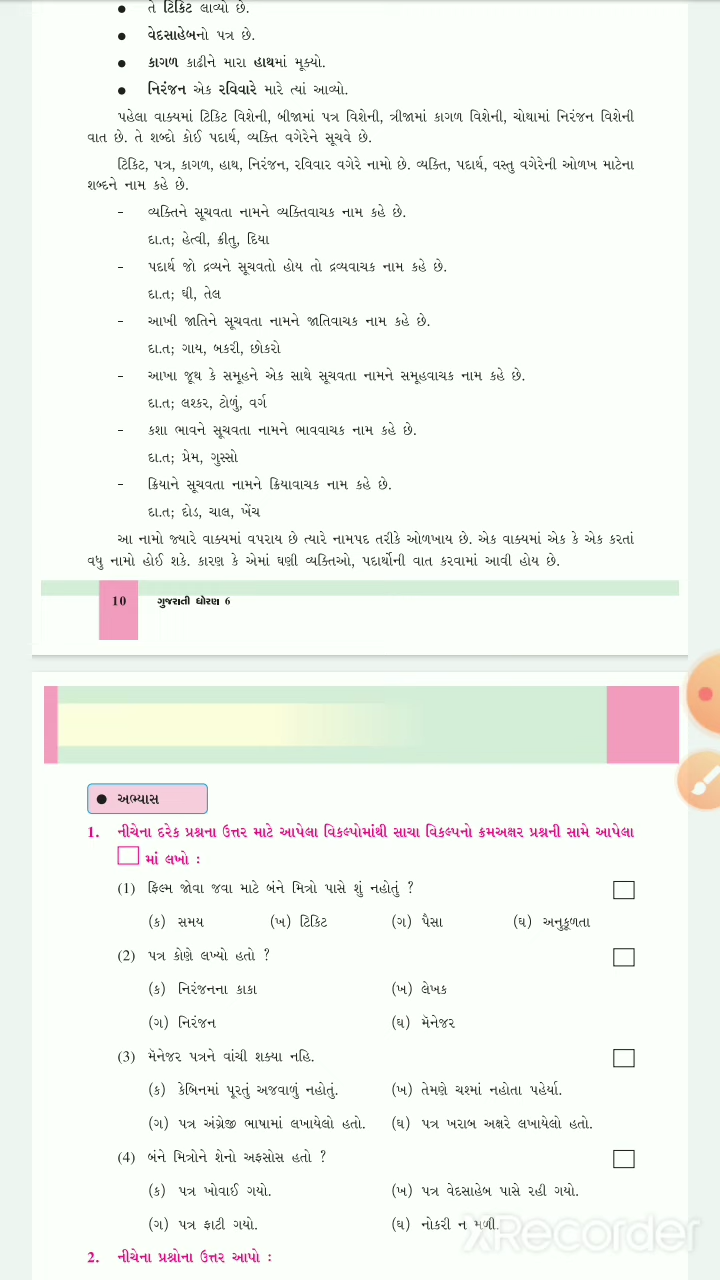 ● તે ટિકિટ લાવ્યો છે.
● વેદસાહેબનો પત્ર છે.
● કાગળ કાઢીને મારા હાથમાં મૂક્યો.
● નિરંજન એક રવિવારે મારે ત્યાં આવ્યો.
પહેલા વાક્યમાં ટિકિટ વિશેની, બીજામાં પત્ર વિશેની, ત્રીજામાં કાગળ વિશેની, ચોથામાં નિરંજન વિશેની
વાત છે. તે શબ્દો કોઈ પદાર્થ, વ્યક્તિ વગેરેને સૂચવે છે.
ટિકિટ, પત્ર, કાગળ, હાથ, નિરંજન, રવિવાર વગેરે નામો છે. વ્યક્તિ, પદાર્થ, વસ્તુ વગેરેની ઓળખ માટેના
શબ્દને નામ કહે છે.
- વ્યક્તિને સૂચવતા નામને વ્યક્તિવાચક નામ કહે છે.
દા.ત; હેત્વી, ક્રીતુ, દિયા
- પદાર્થ જો દ્રવ્યને સૂચવતો હોય તો દ્રવ્યવાચક નામ કહે છે.
દા.ત; ઘી, તેલ
- આખી જાતિને સૂચવતા નામને જાતિવાચક નામ કહે છે.
દા.ત; ગાય, બકરી, છોકરો
- આખા જૂથ કે સમૂહને એક સાથે સૂચવતા નામને સમૂહવાચક નામ કહે છે.
દા.ત; લશ્કર, ટોળું, વર્ગ
- કશા ભાવને સૂચવતા નામને ભાવવાચક નામ કહે છે.
દા.ત; પ્રેમ, ગુસ્સો
- ક્રિયાને સૂચવતા નામને ક્રિયાવાચક નામ કહે છે.
દા.ત; દોડ, ચાલ, ખેંચ
આ નામો જ્યારે વાક્યમાં વપરાય છે ત્યારે નામપદ તરીકે ઓળખાય છે. એક વાક્યમાં એક કે એક કરતાં
વધુ નામો હોઈ શકે. કારણ કે એમાં ઘણી વ્યક્તિઓ, પદાર્થોની વાત કરવામાં આવી હોય છે.
10 ગુજરાતી ધોરણ 6
● અભ્યાસ
1. નીચેના દરેક પ્રશ્નના ઉત્તર માટે આપેલા વિકલ્પોમાંથી સાચા વિકલ્પનો ક્રમઅક્ષર પ્રશ્નની સામે આપેલા
માં લખો :
(1) ફિલ્મ જોવા જવા માટે બંને મિત્રો પાસે શું નહોતું ?
(ક) સમય (ખ) ટિકિટ (ગ) પૈસા (ઘ) અનુકૂળતા
(2) પત્ર કોણે લખ્યો હતો ?
(ક) નિરંજનના કાકા (ખ) લેખક
(ગ) નિરંજન (ઘ) મૅનેજર
(3) મૅનેજર પત્રને વાંચી શક્યા નહિ.
(ક) કેબિનમાં પૂરતું અજવાળું નહોતું. (ખ) તેમણે ચશ્માં નહોતા પહેર્યા.
(ગ) પત્ર અંગ્રેજી ભાષામાં લખાયેલો હતો. (ઘ) પત્ર ખરાબ અક્ષરે લખાયેલો હતો.
(4) બંને મિત્રોને શેનો અફસોસ હતો ?
(ક) પત્ર ખોવાઈ ગયો. (ખ) પત્ર વેદસાહેબ પાસે રહી ગયો.
(ગ) પત્ર ફાટી ગયો. (ઘ) નોકરી ન મળી.
XRecorder
2. નીચેના પ્રશ્નોના ઉત્તર આપો :